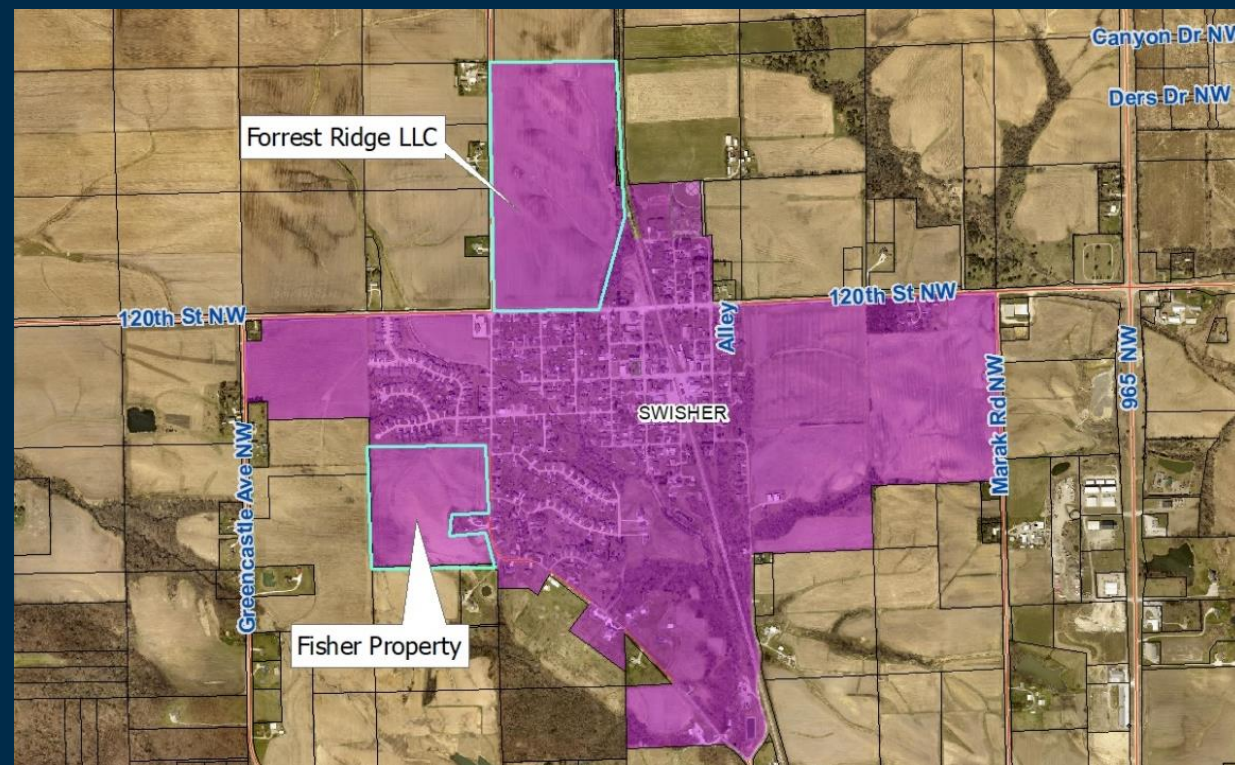 Canyon Dr NW
Ders Dr NW
Forrest Ridge LLC
120th St NW
120th St NW
Alley
SWISHER
965 NW
Marak Rd NW
Greencastle Ave NW
Fisher Property